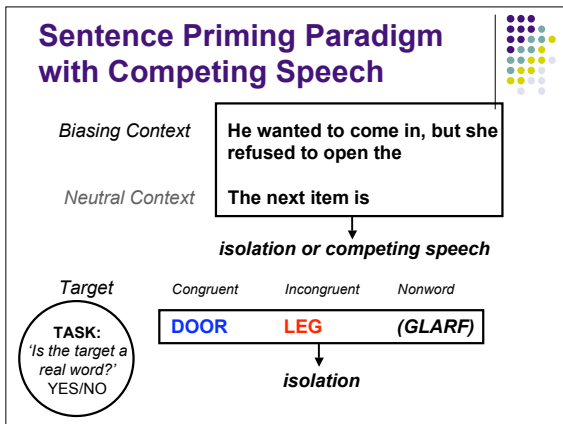 Sentence Priming Paradigm
with Competing Speech
Biasing Context
He wanted to come in, but she
refused to open the
Neutral Context
The next item is
isolation or competing speech
Target
Congruent
Incongruent
Nonword
DOOR
LEG
(GLARF)
TASK:
‘Is the target a
real word?’
YES/NO
isolation